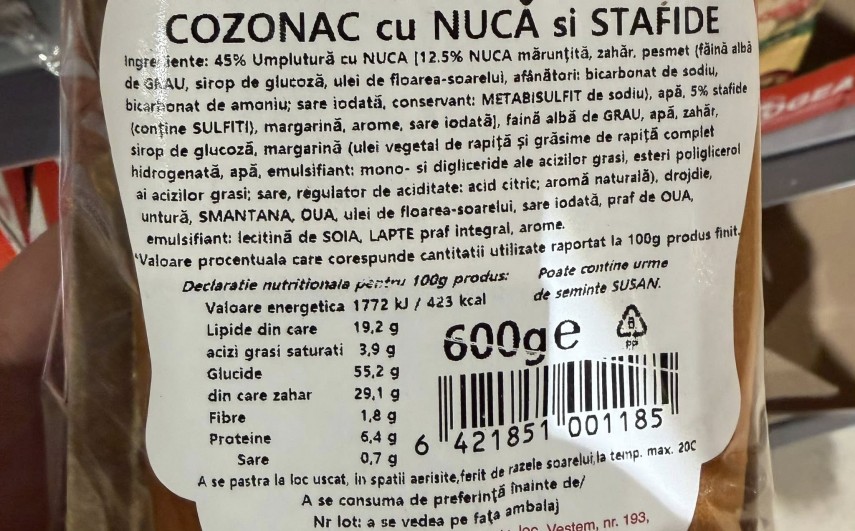 COZONAC cu NUCĂ si STAFIDE
Ingrediente: 45% Umplutură cu NUCA [12.5% NUCA mărunțită, zahăr, pesmet (făină albă
de GRAU, sirop de glucoză, ulei de floarea-soarelui, afânători: bicarbonat de sodiu,
bicarbonat de amoniu; sare iodată, conservant: METABISULFIT de sodiu), apă, 5% stafide
(conține SULFITI), margarină, arome, sare iodată], faină albă de GRAU, apă, zahăr,
sirop de glucoză, margarină (ulei vegetal de rapiță și grăsime de rapiță complet
hidrogenată, apă, emulsifiant: mono- si digliceride ale acizilor grasi, esteri poliglicerol
ai acizilor grasi; sare, regulator de aciditate: acid citric; aromă naturală), drojdie,
untură, SMANTANA, OUA, ulei de floarea-soarelui, sare iodată, praf de OUA,
emulsifiant: lecitină de SOIA, LAPTE praf integral, arome.
*Valoare procentuala care corespunde cantitatii utilizate raportat la 100g produs finit.
Declaratie nutritionala pentru 100g produs:
Poate contine urme
de seminte SUSAN.
Valoare energetica 1772 kJ / 423 kcal
Lipide din care 19,2 g
acizi grasi saturati 3,9 g
Glucide 55,2 g
din care zahar 29,1 g
Fibre 1,8 g
Proteine 6,4 g
Sare 0,7 g
600g e
PP
6 421851 001185
A se pastra la loc uscat, in spatii aerisite,ferit de razele soarelui,la temp. max. 20C
A se consuma de preferință înainte de/
Nr lot: a se vedea pe fața ambalaj
loc. Vestem, nr. 193,